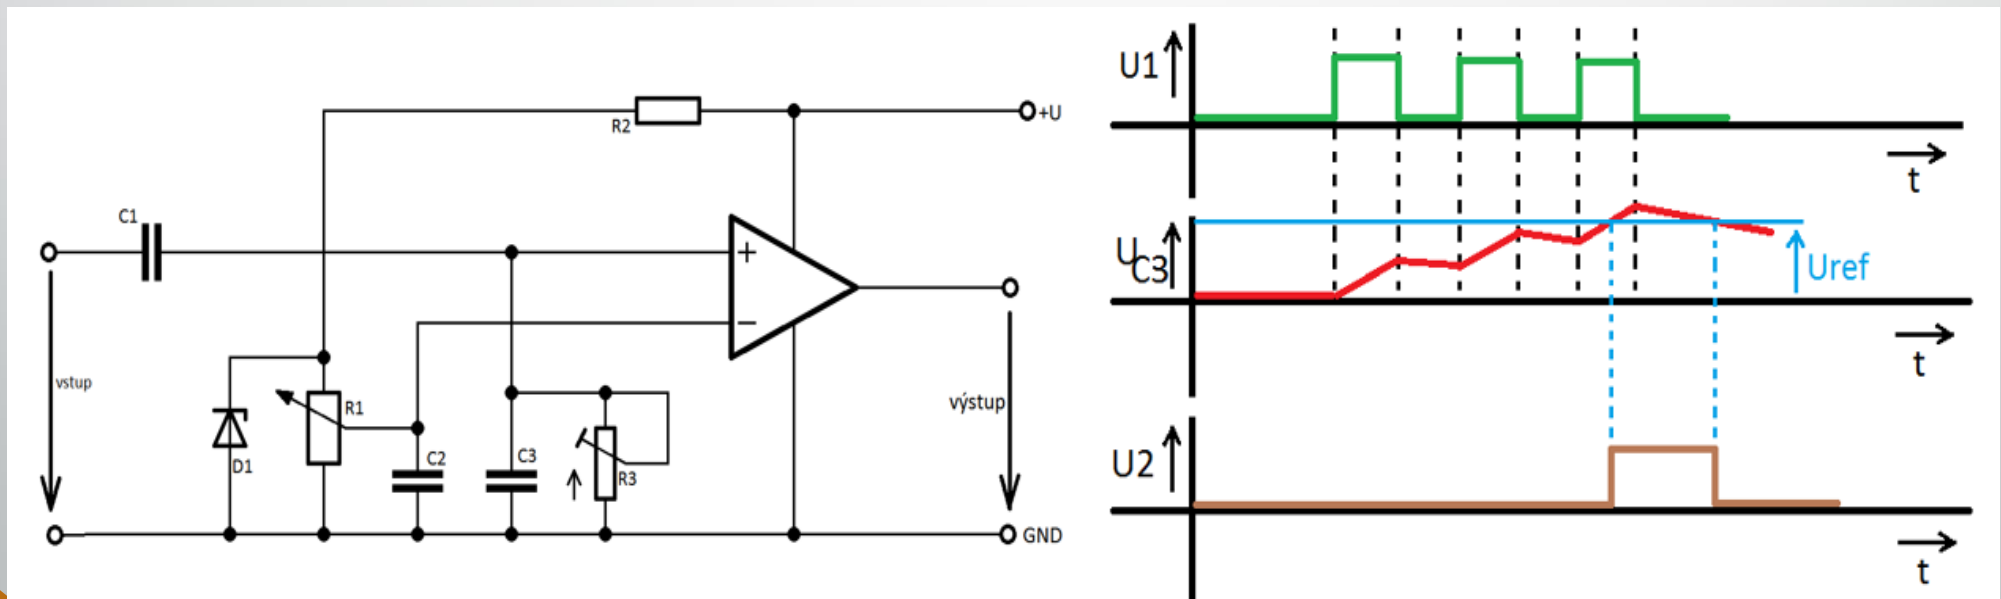 R2
+U
C1
+
−
vstup
R1
D1
C2
C3
R3
výstup
GND
U1
t
UC3
Uref
t
U2
t